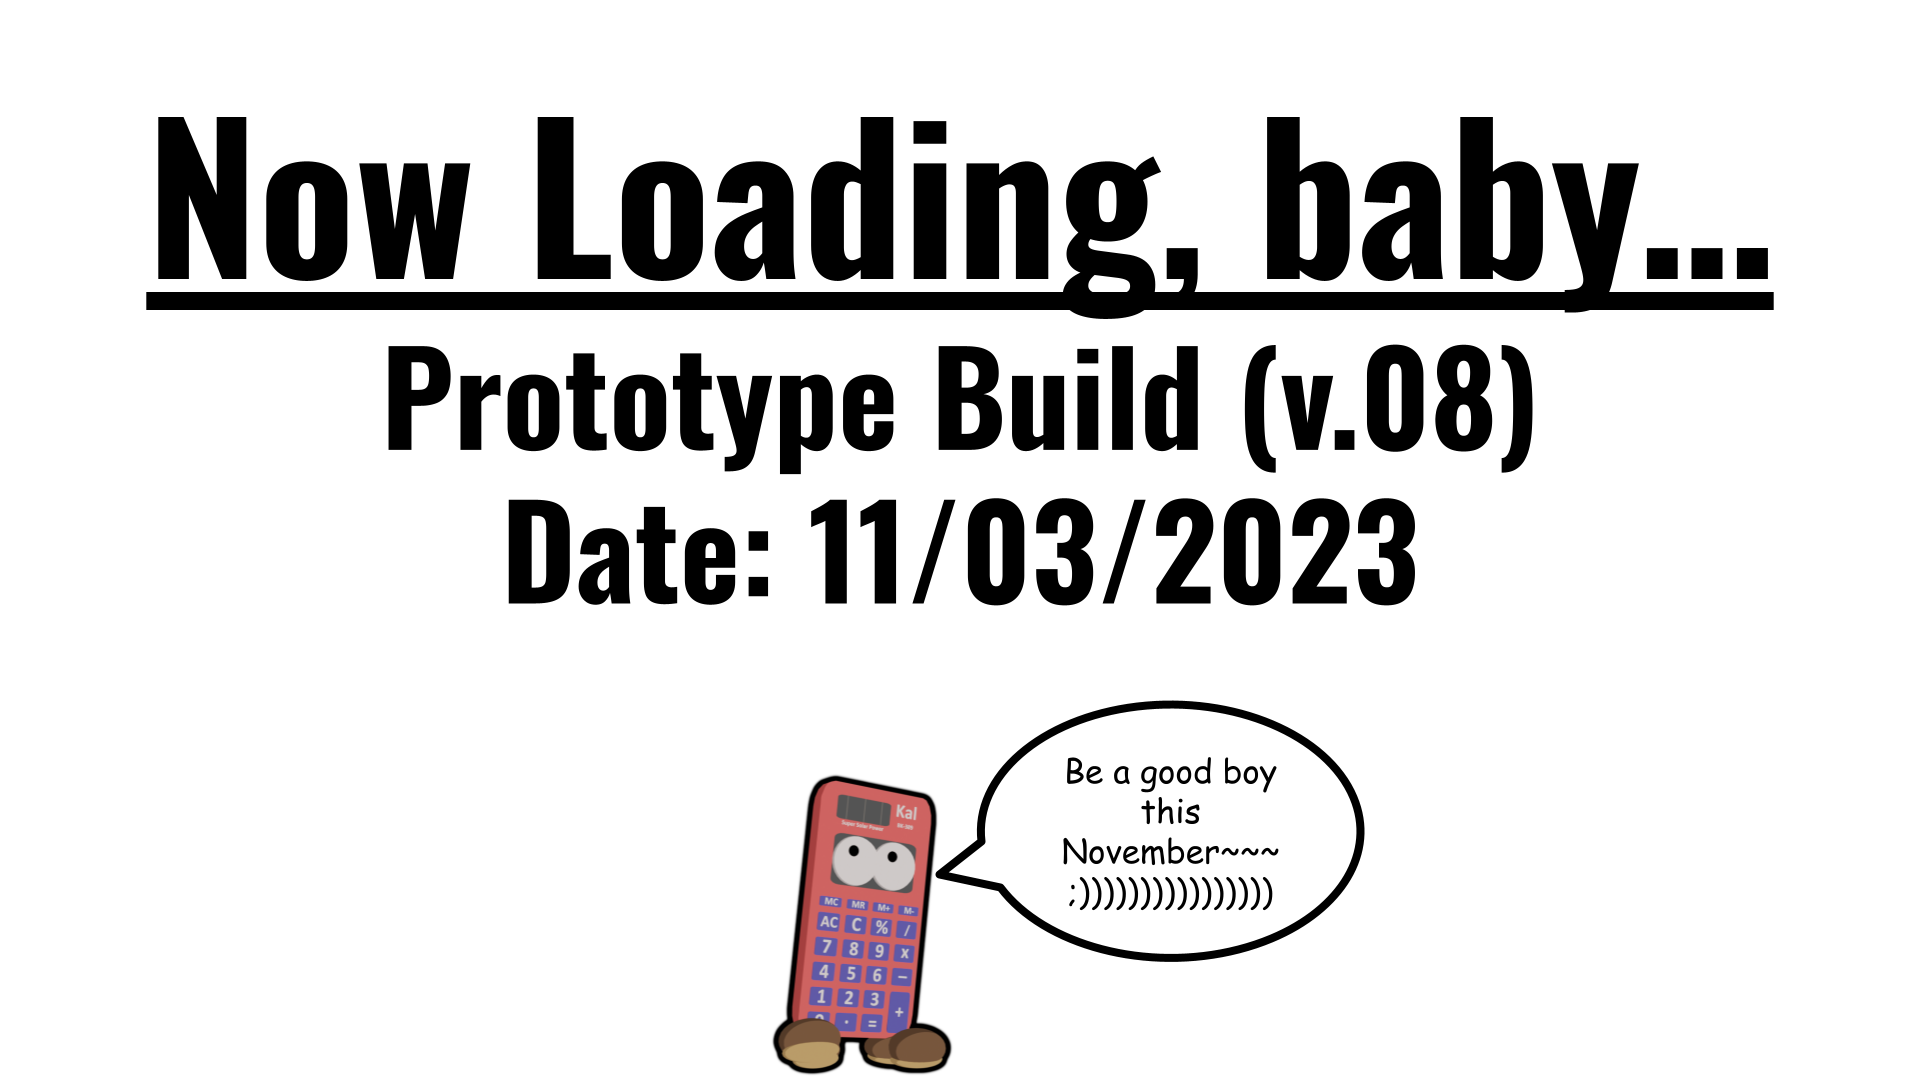 Now Loading, baby...
Prototype Build (v.08)
Date: 11/03/2023
Be a good boy
this
November~~~
;))))))))))))))))
Kal
Super Solar Power
MC MR M+ M-
AC C % /
7 8 9 x
4 5 6 −
1 2 3 +
0 . =